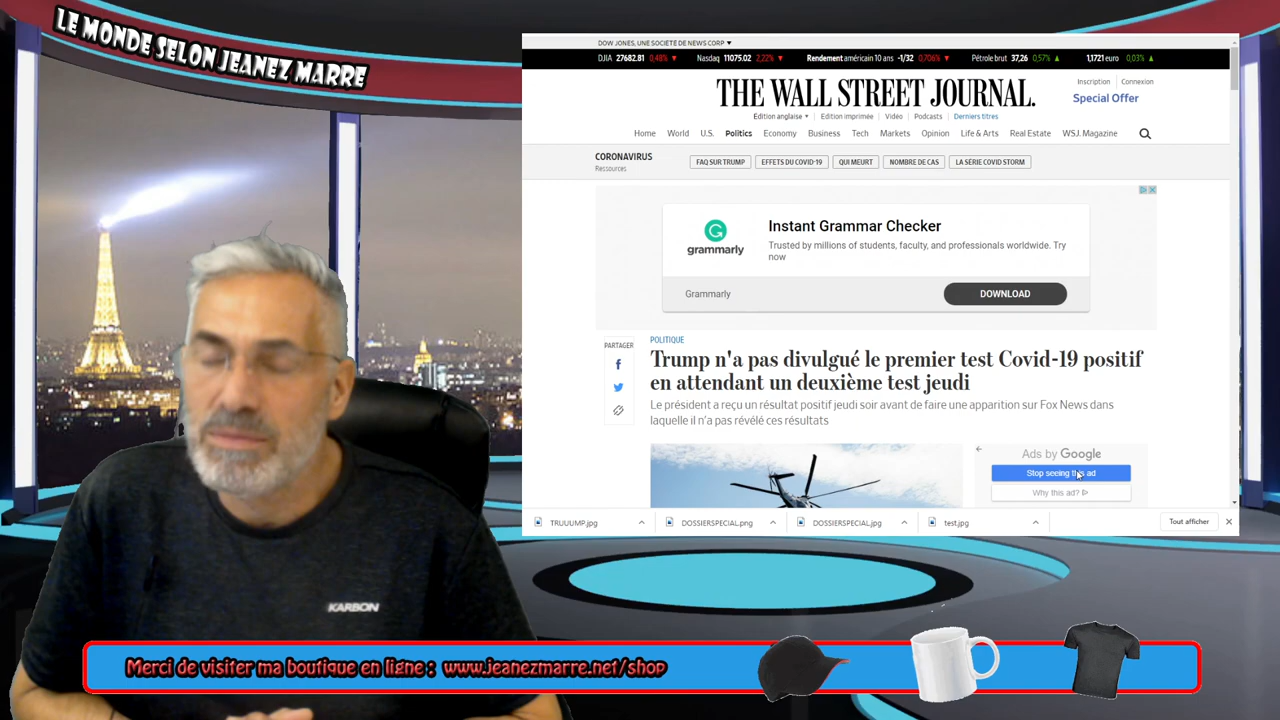 LE MONDE SELON JEANEZ MARRE
DOW JONES, UNE SOCIÉTÉ DE NEWS CORP ▼
DJIA 27682.81 0,48% ▼ Nasdaq 11075.02 2,22% ▼ Rendement américain 10 ans -1/32 0,706% ▼ Pétrole brut 37,26 0,57% ▲ 1,1721 euro 0,03% ▲
Inscription Connexion
THE WALL STREET JOURNAL.
Special Offer
Édition anglaise ▾ Édition imprimée Vidéo Podcasts Derniers titres
Home World U.S. Politics Economy Business Tech Markets Opinion Life & Arts Real Estate WSJ. Magazine
CORONAVIRUS
Ressources
FAQ SUR TRUMP EFFETS DU COVID-19 QUI MEURT NOMBRE DE CAS LA SÉRIE COVID STORM
grammarly
Instant Grammar Checker
Trusted by millions of students, faculty, and professionals worldwide. Try
now
Grammarly DOWNLOAD
PARTAGER
POLITIQUE
Trump n'a pas divulgué le premier test Covid-19 positif
en attendant un deuxième test jeudi
Le président a reçu un résultat positif jeudi soir avant de faire une apparition sur Fox News dans
laquelle il n'a pas révélé ces résultats
Ads by Google
Stop seeing this ad
Why this ad?
TRUUUMP.jpg DOSSIERSPECIAL.png DOSSIERSPECIAL.jpg test.jpg Tout afficher
KARBON
Merci de visiter ma boutique en ligne : www.jeanezmarre.net/shop